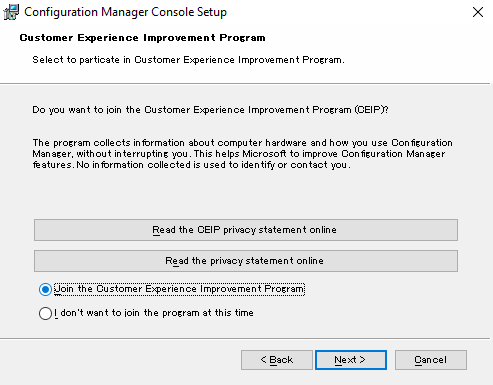 Configuration Manager Console Setup
Customer Experience Improvement Program
Select to particate in Customer Experience Improvement Program.
Do you want to join the Customer Experience Improvement Program (CEIP)?
The program collects information about computer hardware and how you use Configuration
Manager, without interrupting you. This helps Microsoft to improve Configuration Manager
features. No information collected is used to identify or contact you.
Read the CEIP privacy statement online
Read the privacy statement online
Join the Customer Experience Improvement Program
I don't want to join the program at this time
< Back
Next >
Cancel